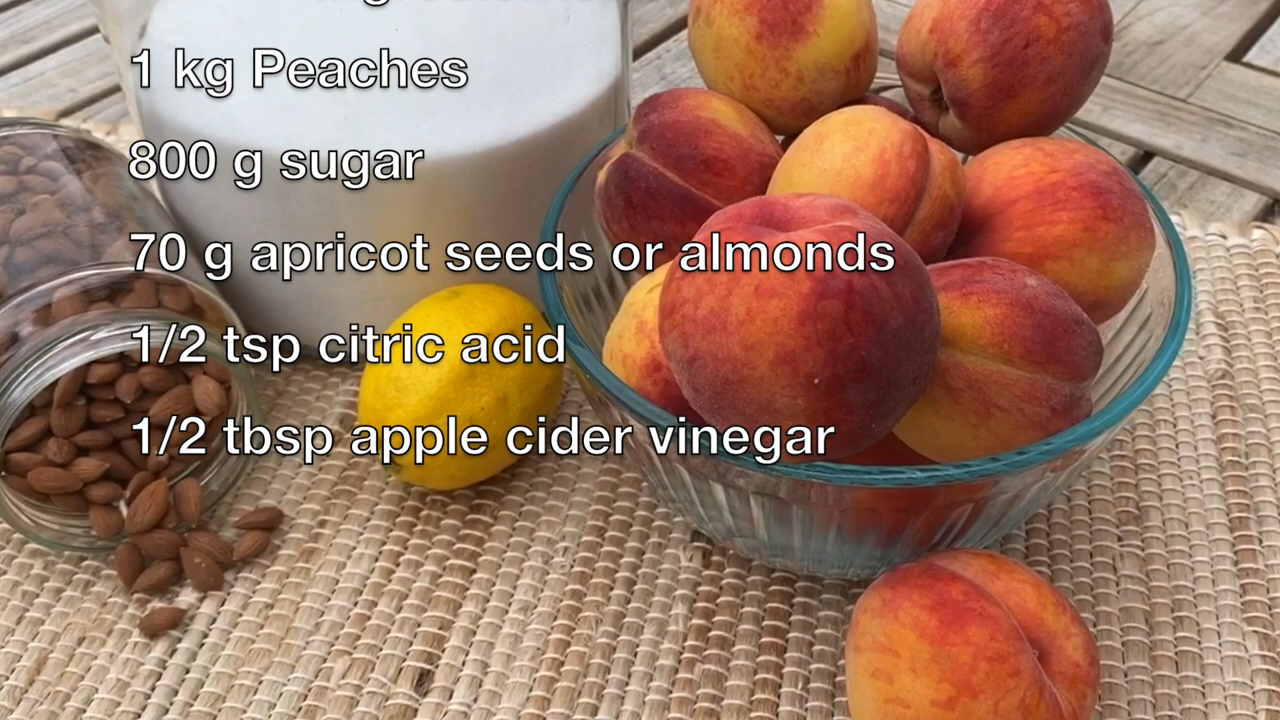 1 kg Peaches
800 g sugar
70 g apricot seeds or almonds
1/2 tsp citric acid
1/2 tbsp apple cider vinegar